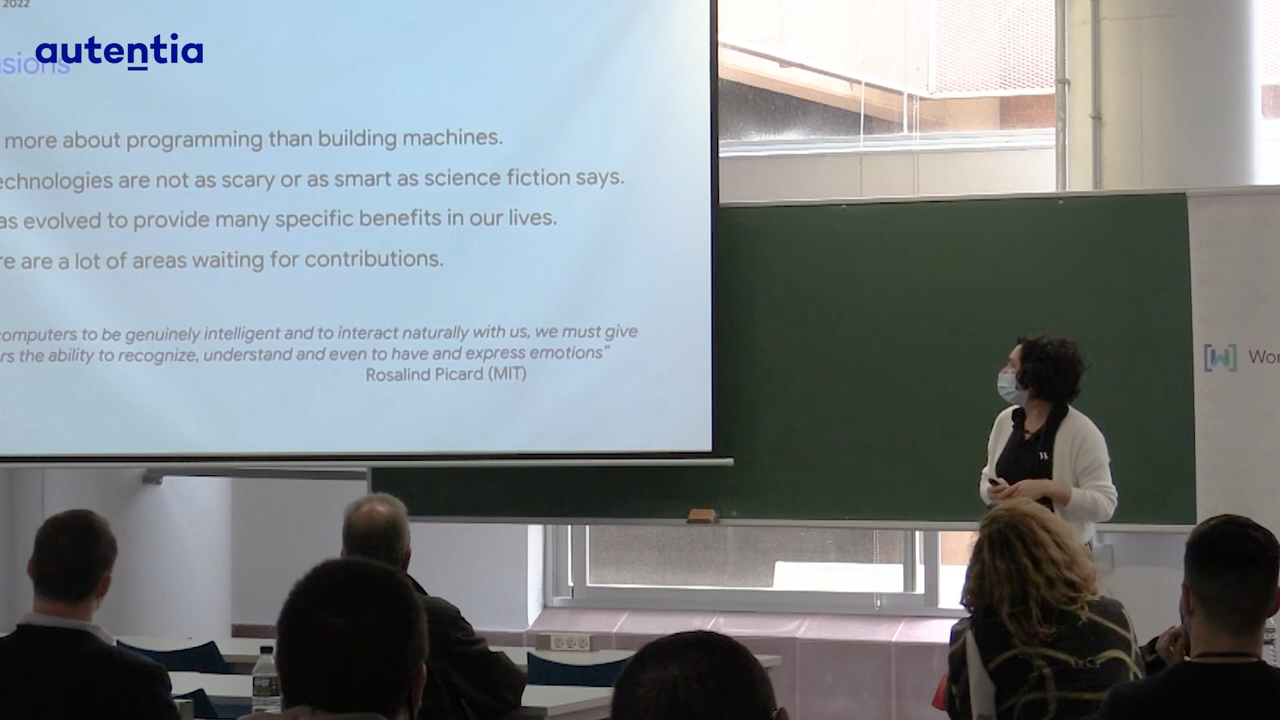 2022
autentia
sions
more about programming than building machines.
echnologies are not as scary or as smart as science fiction says.
as evolved to provide many specific benefits in our lives.
re are a lot of areas waiting for contributions.
computers to be genuinely intelligent and to interact naturally with us, we must give
rs the ability to recognize, understand and even to have and express emotions"
Rosalind Picard (MIT)
[W] Wo